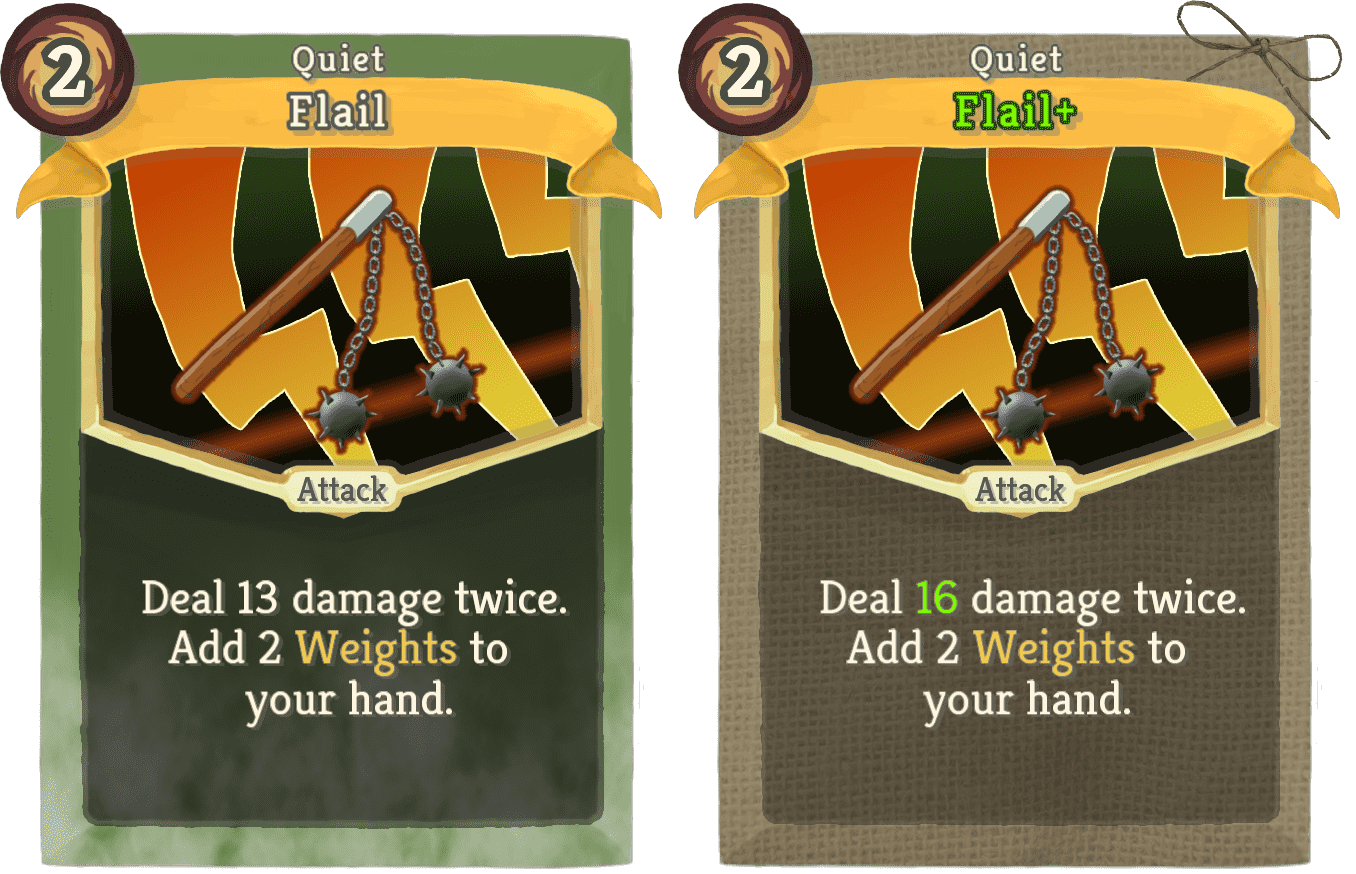 2
Quiet
Flail
Attack
Deal 13 damage twice.
Add 2 Weights to
your hand.
2
Quiet
Flail+
Attack
Deal 16 damage twice.
Add 2 Weights to
your hand.